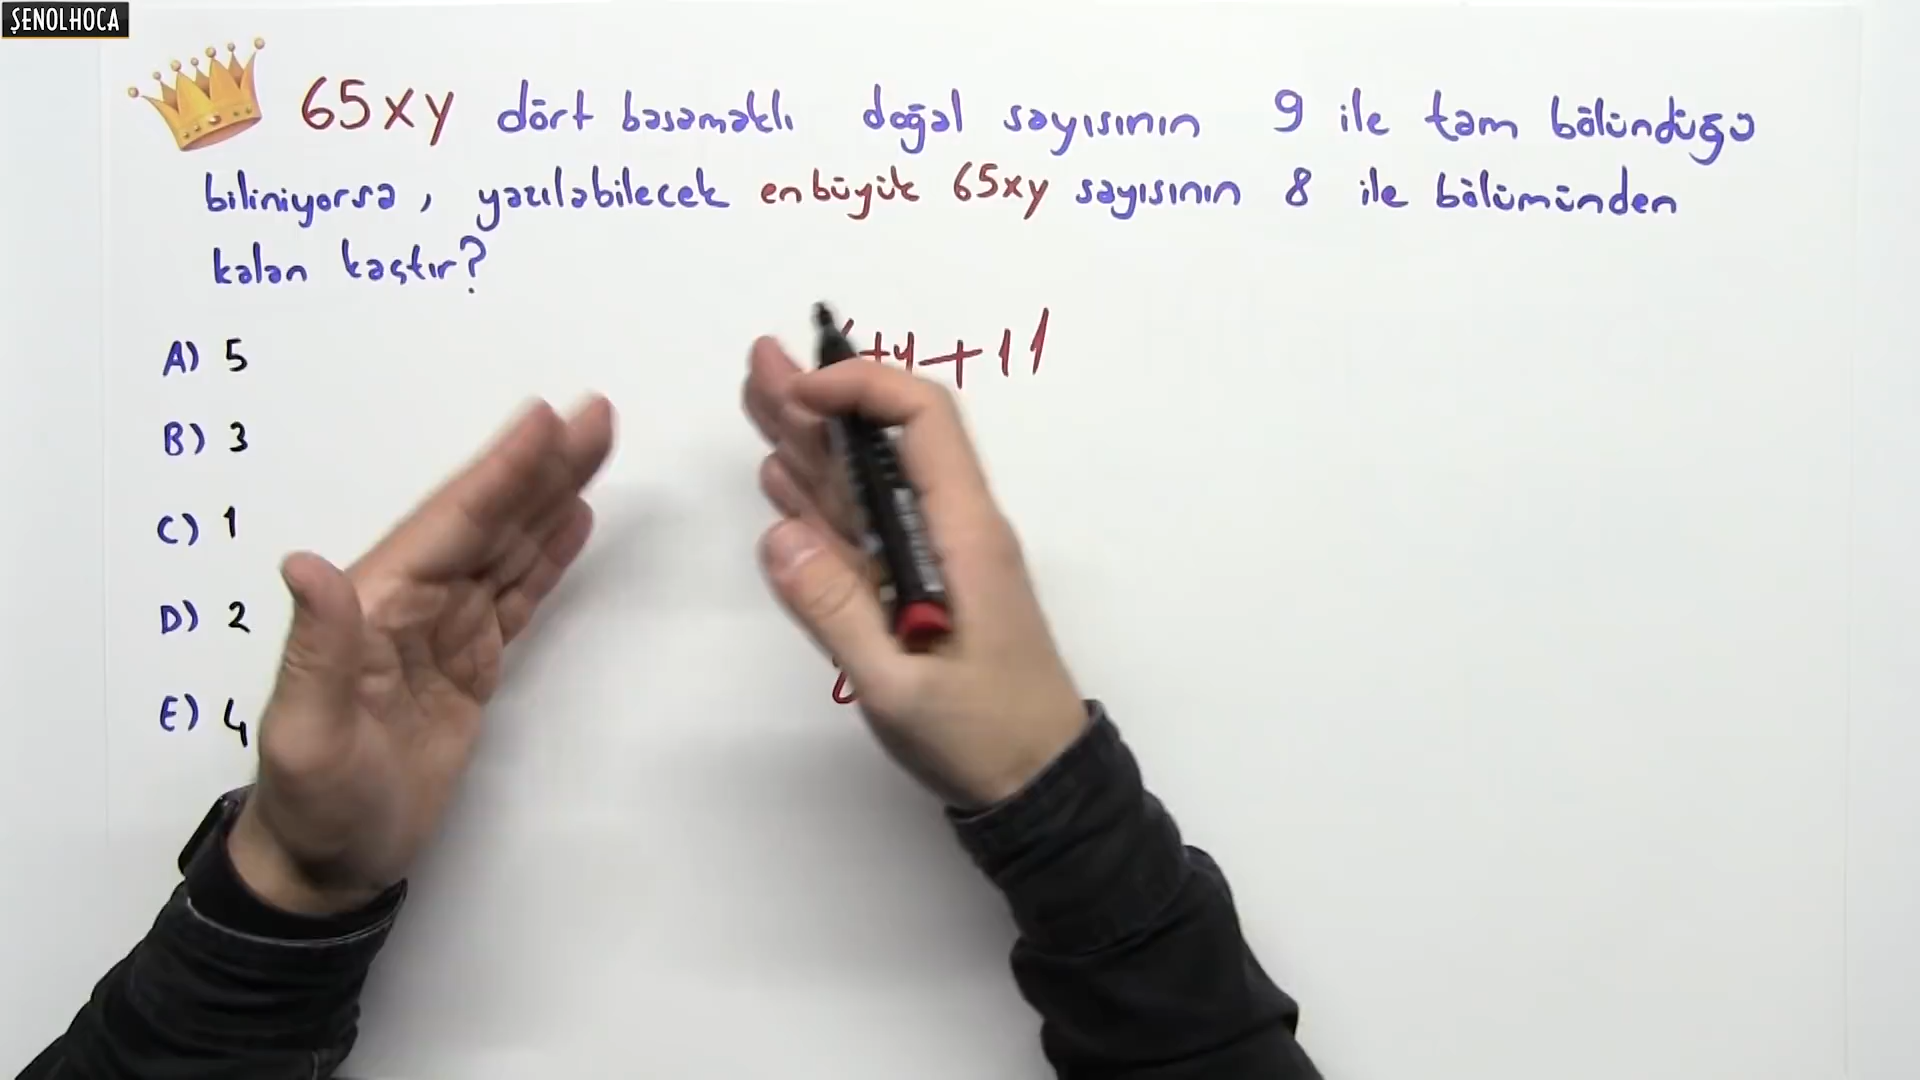 ŞENOLHOCA
65xy dört basamaklı doğal sayısının 9 ile tam bölündüğü
biliniyorsa, yazılabilecek en büyük 65xy sayısının 8 ile bölümünden
kalan kaçtır?
+y+11
A) 5
B) 3
C) 1
D) 2
E) 4